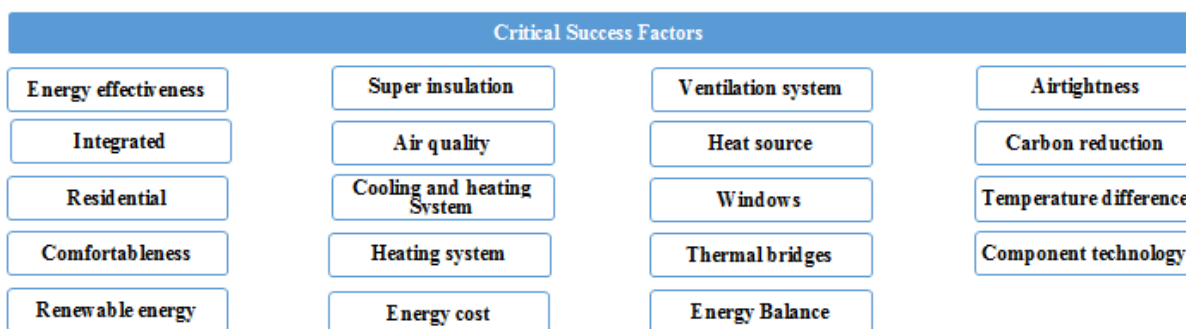 Critical Success Factors
Energy effectiveness
Super insulation
Ventilation system
Airtightness
Integrated
Air quality
Heat source
Carbon reduction
Residential
Cooling and heating
System
Windows
Temperature difference
Comfortableness
Heating system
Thermal bridges
Component technology
Renewable energy
Energy cost
Energy Balance